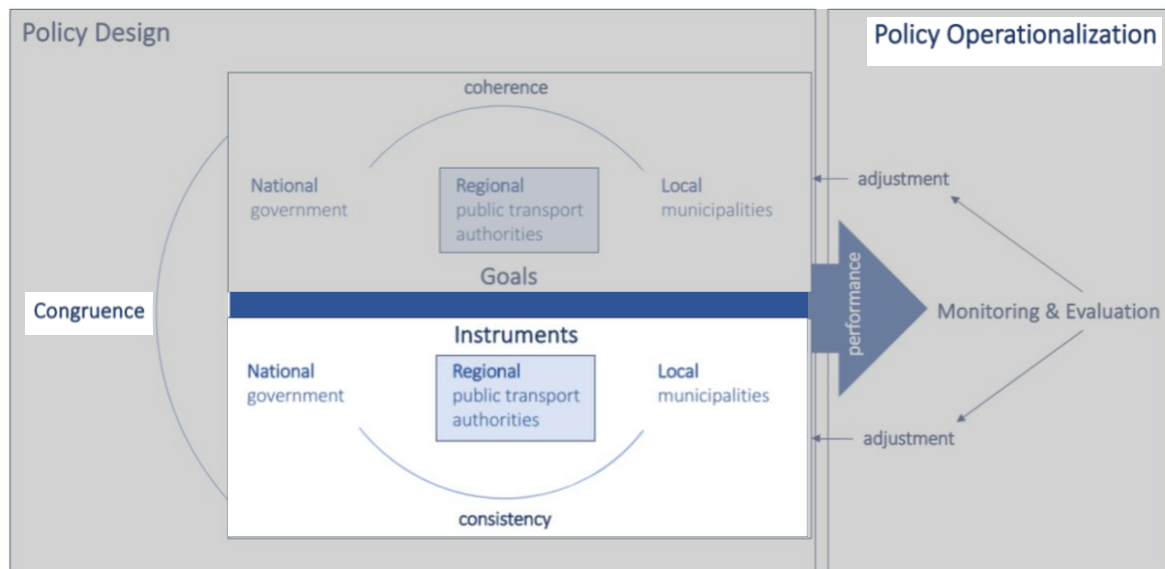 Policy Design
Policy Operationalization
coherence
National
government
Regional
public transport
authorities
Local
municipalities
Goals
adjustment
performance
Monitoring & Evaluation
Congruence
Instruments
National
government
Regional
public transport
authorities
Local
municipalities
adjustment
consistency